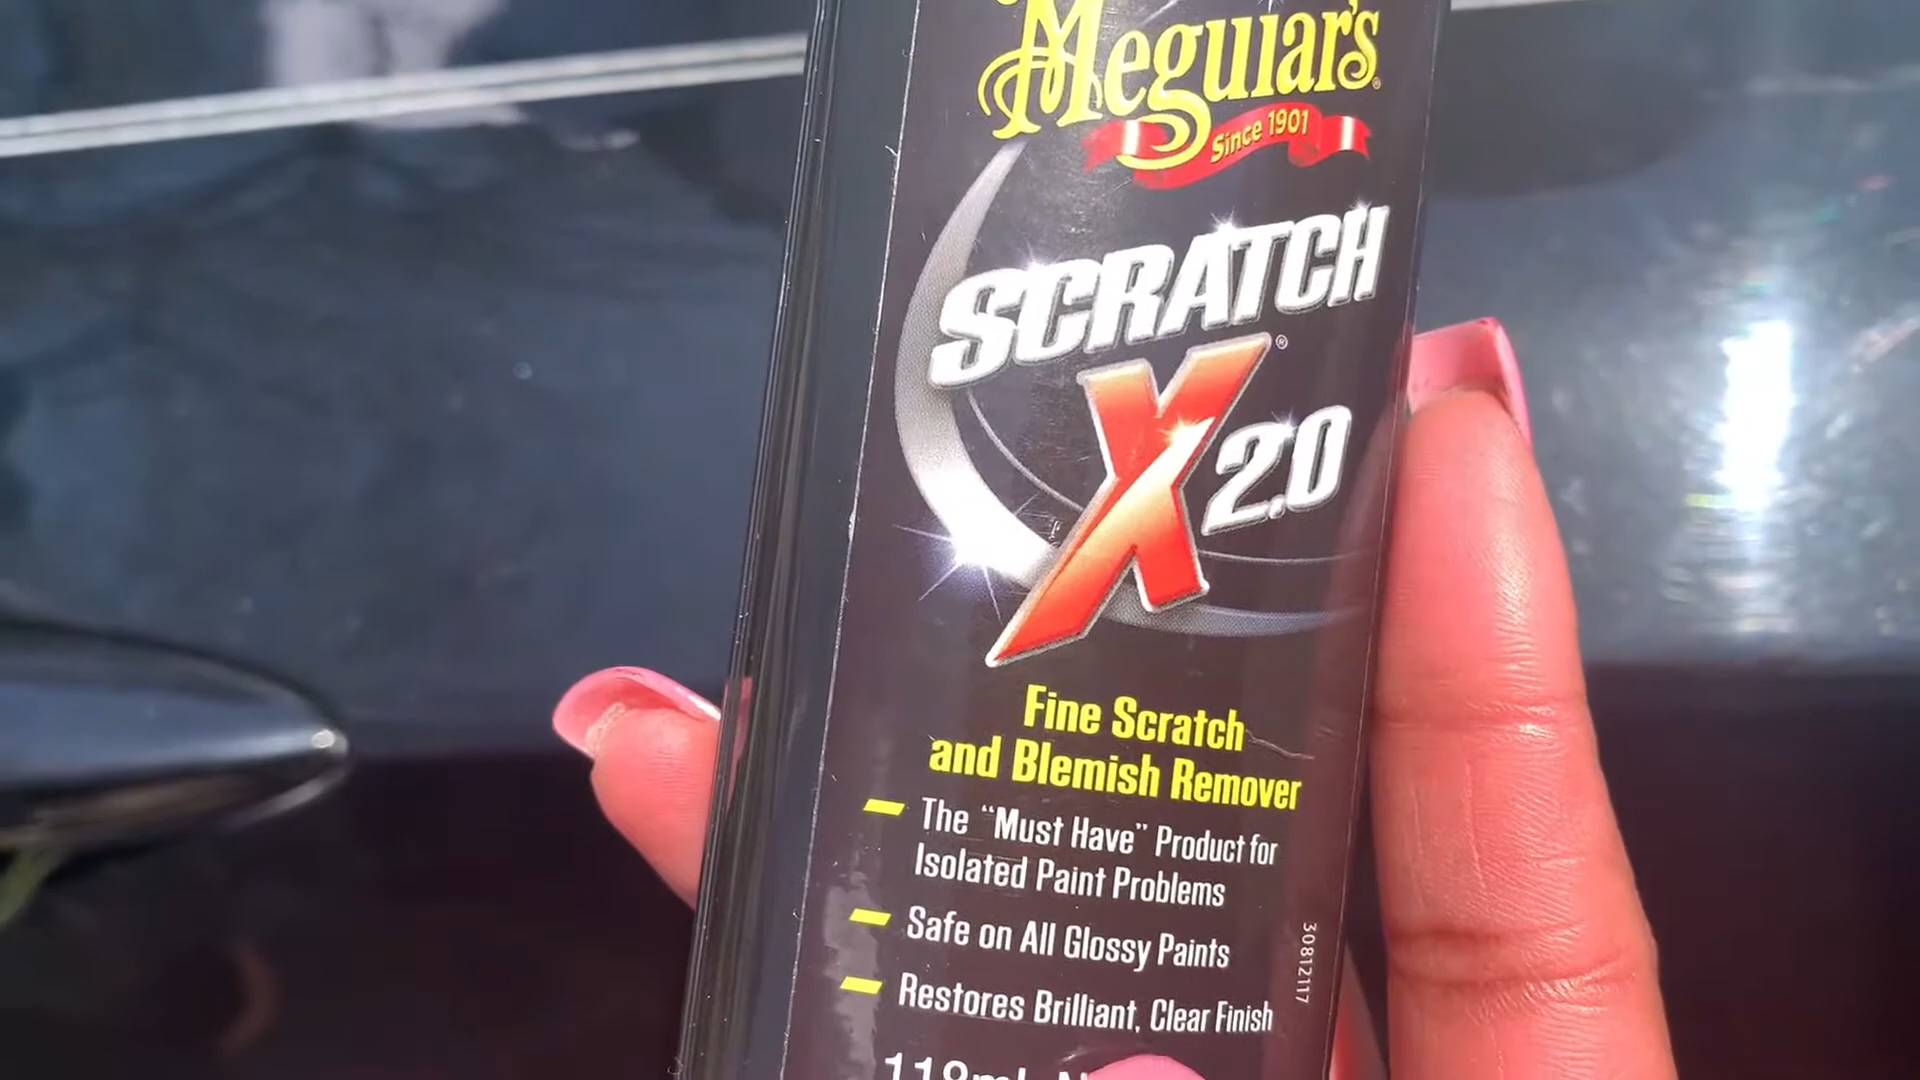 Meguiar's
Since 1901
SCRATCH
X® 2.0
Fine Scratch
and Blemish Remover
The “Must Have” Product for
Isolated Paint Problems
Safe on All Glossy Paints
Restores Brilliant, Clear Finish
30812117
118ml